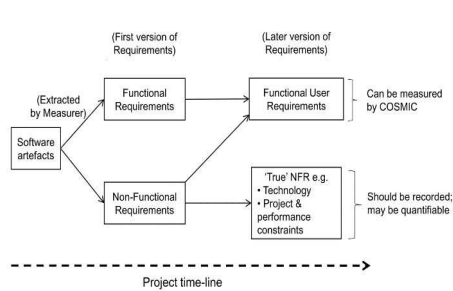 (First version of
Requirements)
(Later version of
Requirements)
(Extracted
by Measurer)
Functional
Requirements
Functional User
Requirements
Can be measured
by COSMIC
Software
artefacts
Non-Functional
Requirements
'True' NFR e.g.
• Technology
• Project &
performance
constraints
Should be recorded;
may be quantifiable
Project time-line